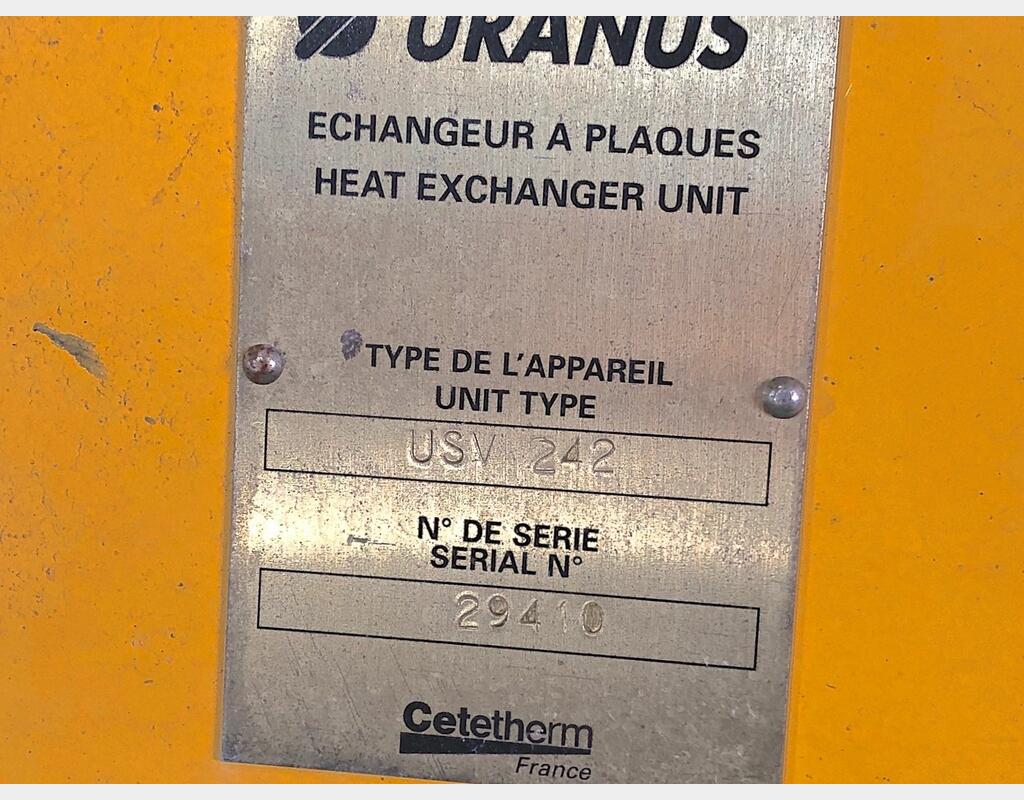 URANUS
ECHANGEUR A PLAQUES
HEAT EXCHANGER UNIT
TYPE DE L'APPAREIL
UNIT TYPE
USV 242
N° DE SERIE
SERIAL N°
29410
Cetetherm
France